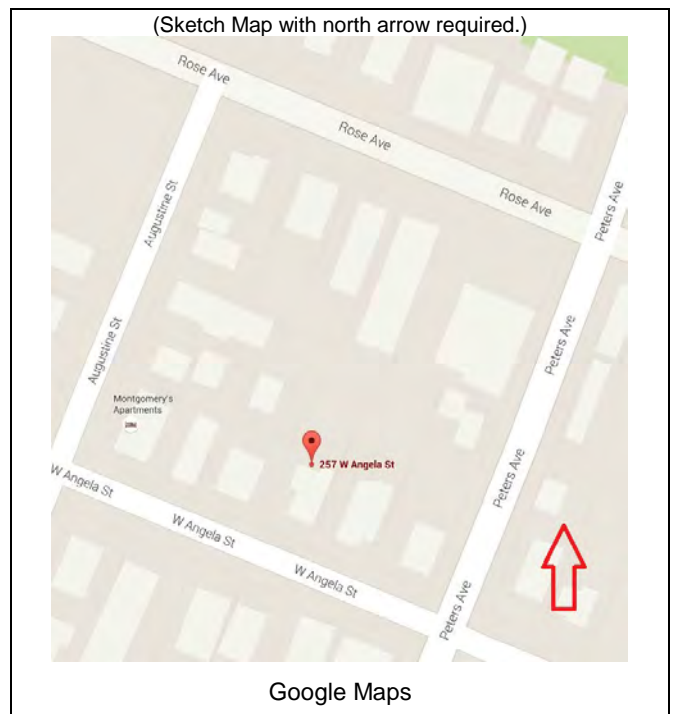 (Sketch Map with north arrow required.)
Rose Ave
Rose Ave
Rose Ave
Peters Ave
Augustine St
Peters Ave
Augustine St
Montgomery's
Apartments
257 W Angela St
W Angela St
Peters Ave
W Angela St
W Angela St
Peters Ave
Google Maps